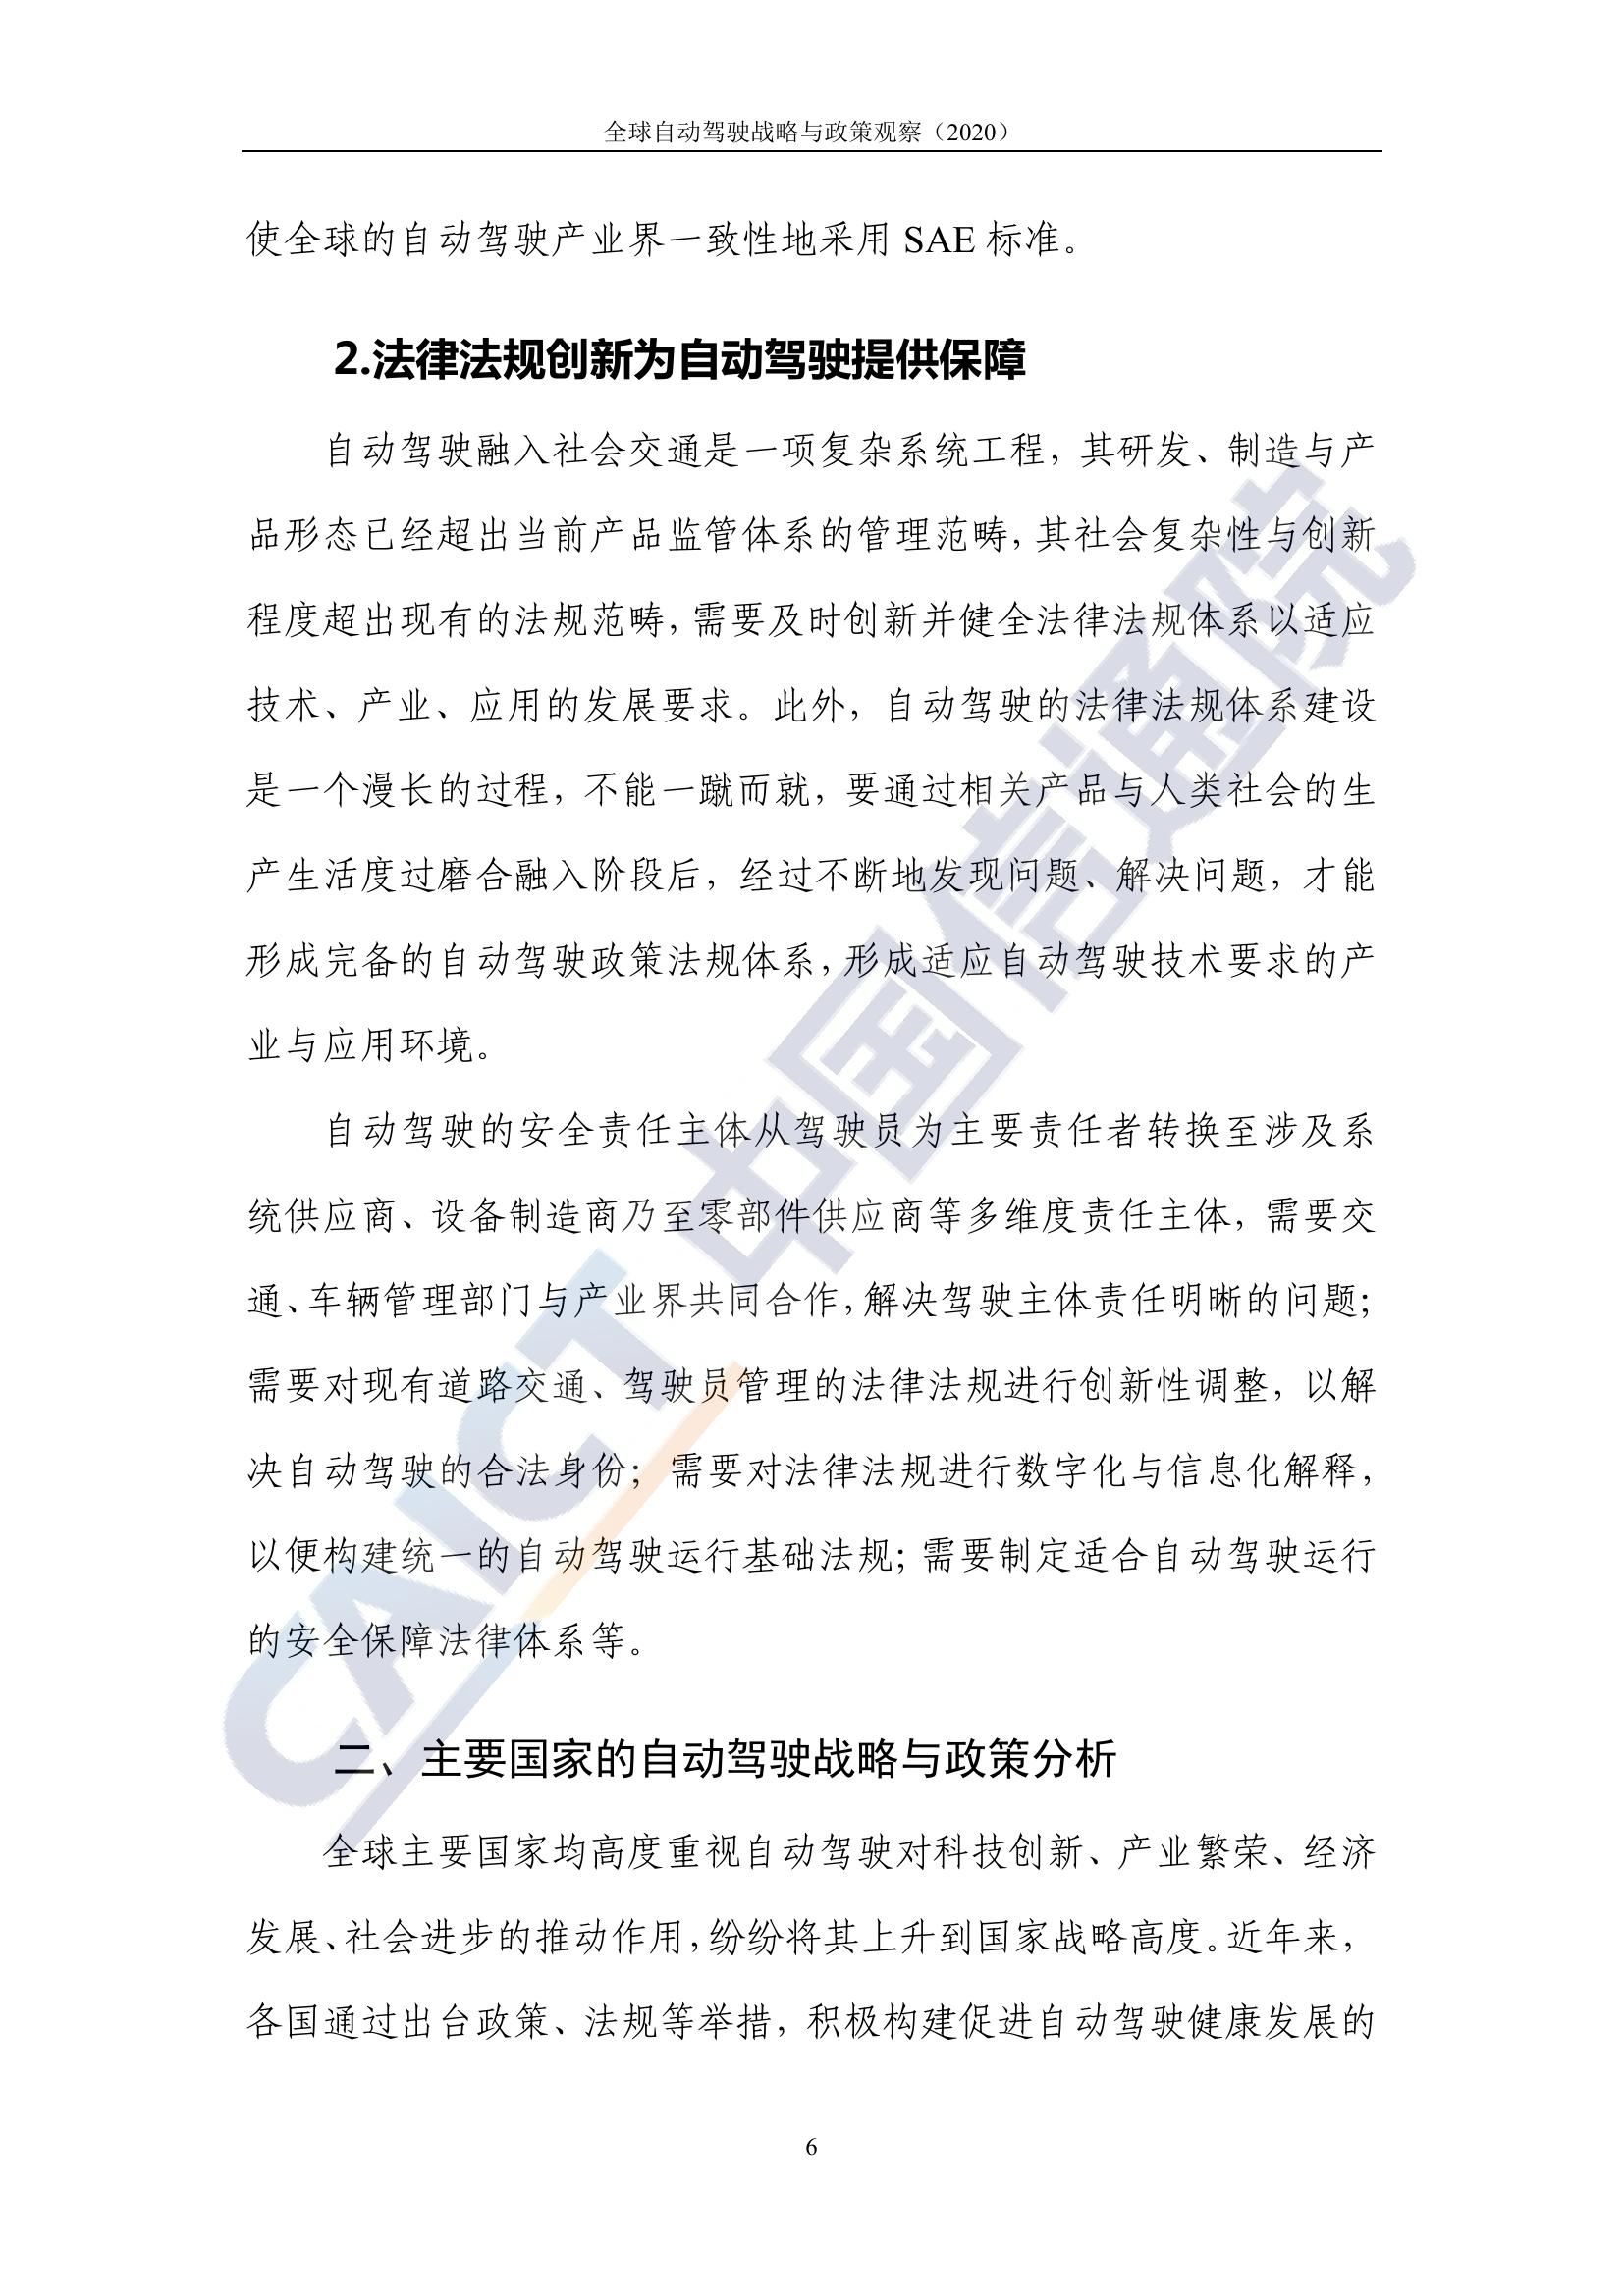 全球自动驾驶战略与政策观察（2020）
使全球的自动驾驶产业界一致性地采用 SAE 标准。
2.法律法规创新为自动驾驶提供保障
自动驾驶融入社会交通是一项复杂系统工程，其研发、制造与产
品形态已经超出当前产品监管体系的管理范畴，其社会复杂性与创新
程度超出现有的法规范畴，需要及时创新并健全法律法规体系以适应
技术、产业、应用的发展要求。此外，自动驾驶的法律法规体系建设
是一个漫长的过程，不能一蹴而就，要通过相关产品与人类社会的生
产生活度过磨合融入阶段后，经过不断地发现问题、解决问题，才能
形成完备的自动驾驶政策法规体系，形成适应自动驾驶技术要求的产
业与应用环境。
自动驾驶的安全责任主体从驾驶员为主要责任者转换至涉及系
统供应商、设备制造商乃至零部件供应商等多维度责任主体，需要交
通、车辆管理部门与产业界共同合作，解决驾驶主体责任明晰的问题；
需要对现有道路交通、驾驶员管理的法律法规进行创新性调整，以解
决自动驾驶的合法身份； 需要对法律法规进行数字化与信息化解释，
以便构建统一的自动驾驶运行基础法规；需要制定适合自动驾驶运行
的安全保障法律体系等。
二、主要国家的自动驾驶战略与政策分析
全球主要国家均高度重视自动驾驶对科技创新、产业繁荣、经济
发展、社会进步的推动作用，纷纷将其上升到国家战略高度。近年来，
各国通过出台政策、法规等举措，积极构建促进自动驾驶健康发展的
6
CAICT 中国信通院